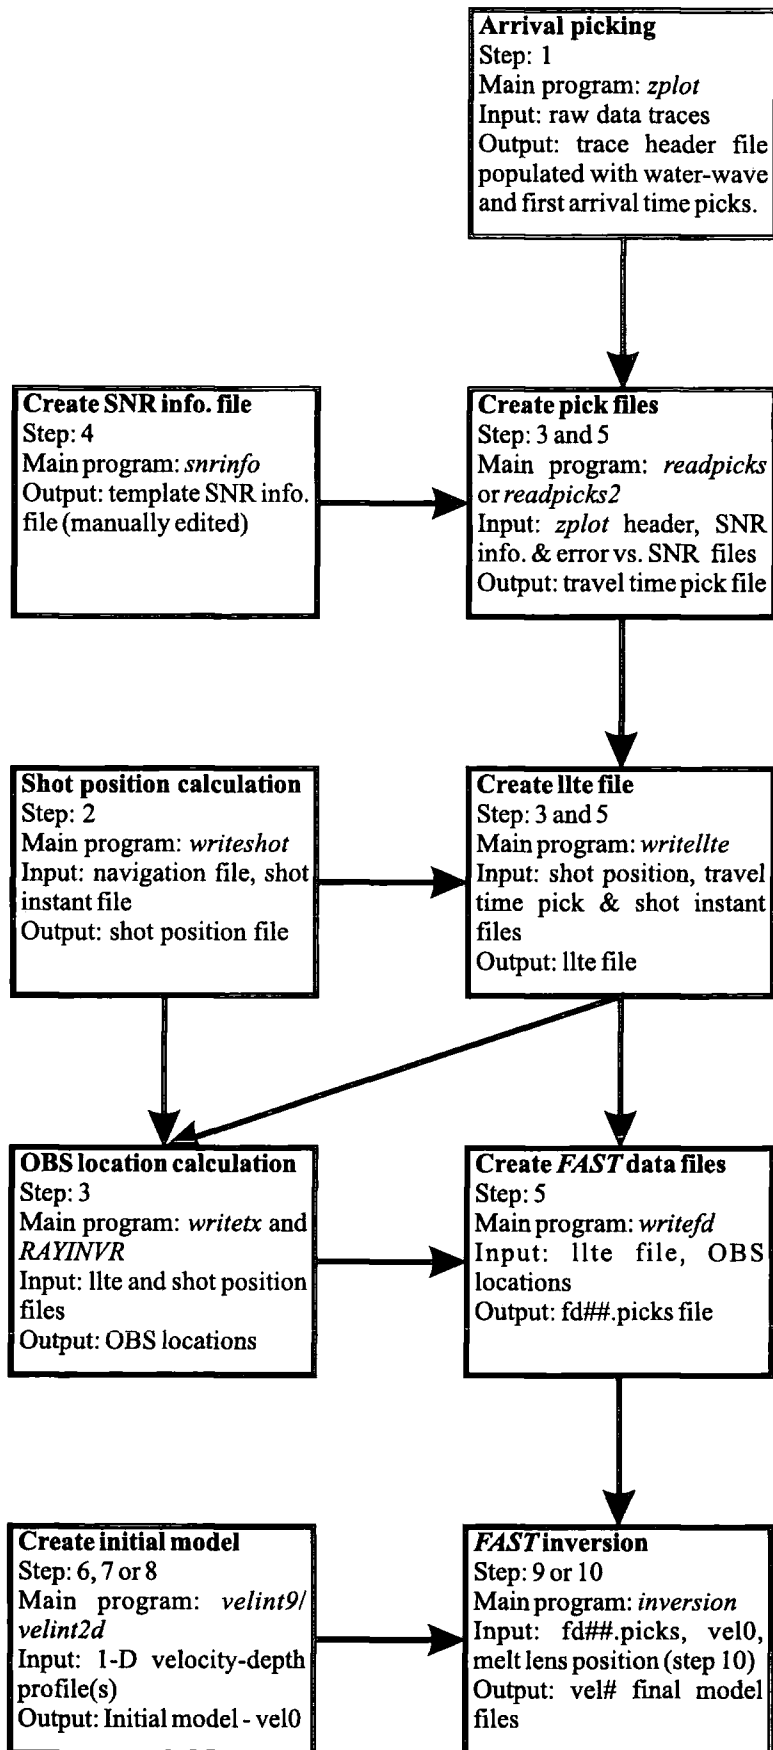 Arrival picking
Step: 1
Main program: zplot
Input: raw data traces
Output: trace header file
populated with water-wave
and first arrival time picks.
Create SNR info. file
Step: 4
Main program: snrinfo
Output: template SNR info.
file (manually edited)
Create pick files
Step: 3 and 5
Main program: readpicks
or readpicks2
Input: zplot header, SNR
info. & error vs. SNR files
Output: travel time pick file
Shot position calculation
Step: 2
Main program: writeshot
Input: navigation file, shot
instant file
Output: shot position file
Create llte file
Step: 3 and 5
Main program: writellte
Input: shot position, travel
time pick & shot instant
files
Output: llte file
OBS location calculation
Step: 3
Main program: writetx and
RAYINVR
Input: llte and shot position
files
Output: OBS locations
Create FAST data files
Step: 5
Main program: writefd
Input: llte file, OBS
locations
Output: fd##.picks file
Create initial model
Step: 6, 7 or 8
Main program: velint9/
velint2d
Input: 1-D velocity-depth
profile(s)
Output: Initial model - vel0
FAST inversion
Step: 9 or 10
Main program: inversion
Input: fd##.picks, vel0,
melt lens position (step 10)
Output: vel# final model
files